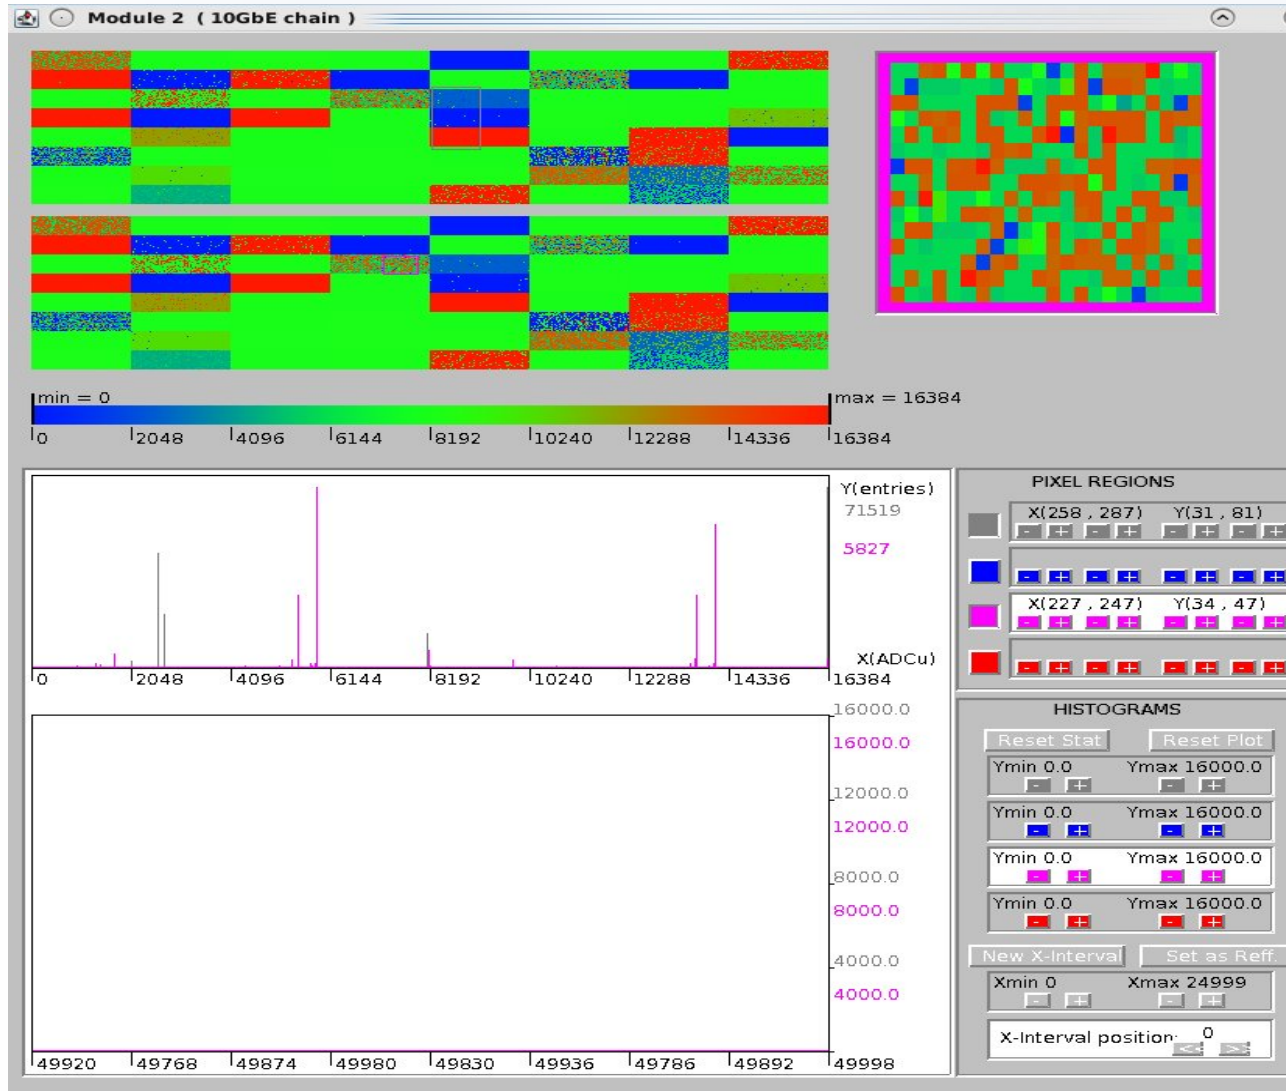 Module 2 ( 10GbE chain )
min = 0 max = 16384
0 2048 4096 6144 8192 10240 12288 14336 16384
Y(entries)
71519
5827
X(ADCu)
0 2048 4096 6144 8192 10240 12288 14336 16384
16000.0
16000.0
12000.0
12000.0
8000.0
8000.0
4000.0
4000.0
49920 49768 49874 49980 49830 49936 49786 49892 49998
PIXEL REGIONS
X(258 , 287) Y(31 , 81)
- + - + - + - +
- + - + - + - +
X(227 , 247) Y(34 , 47)
- + - + - + - +
- + - + - + - +
HISTOGRAMS
Reset Stat Reset Plot
Ymin 0.0 Ymax 16000.0
- + - +
Ymin 0.0 Ymax 16000.0
- + - +
Ymin 0.0 Ymax 16000.0
- + - +
Ymin 0.0 Ymax 16000.0
- + - +
New X-Interval Set as Reff.
Xmin 0 Xmax 24999
- + - +
X-Interval position: 0
<< >>